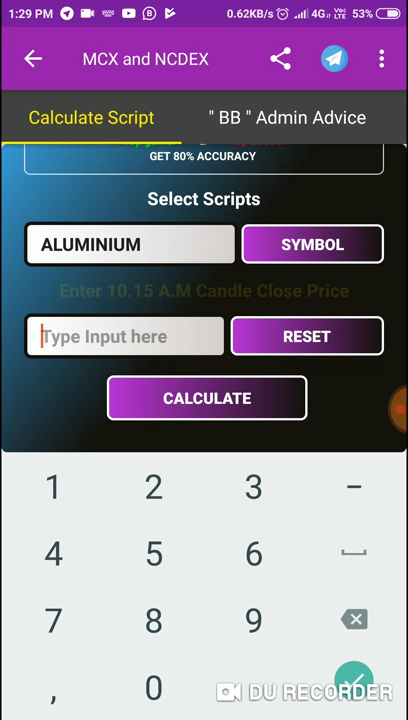 1:29 PM 0.62KB/s 4G VoLTE 53%
MCX and NCDEX
Calculate Script " BB " Admin Advice
GET 80% ACCURACY
Select Scripts
ALUMINIUM SYMBOL
Enter 10.15 A.M Candle Close Price
Type Input here RESET
CALCULATE
1 2 3 –
4 5 6
7 8 9
, 0
DU RECORDER